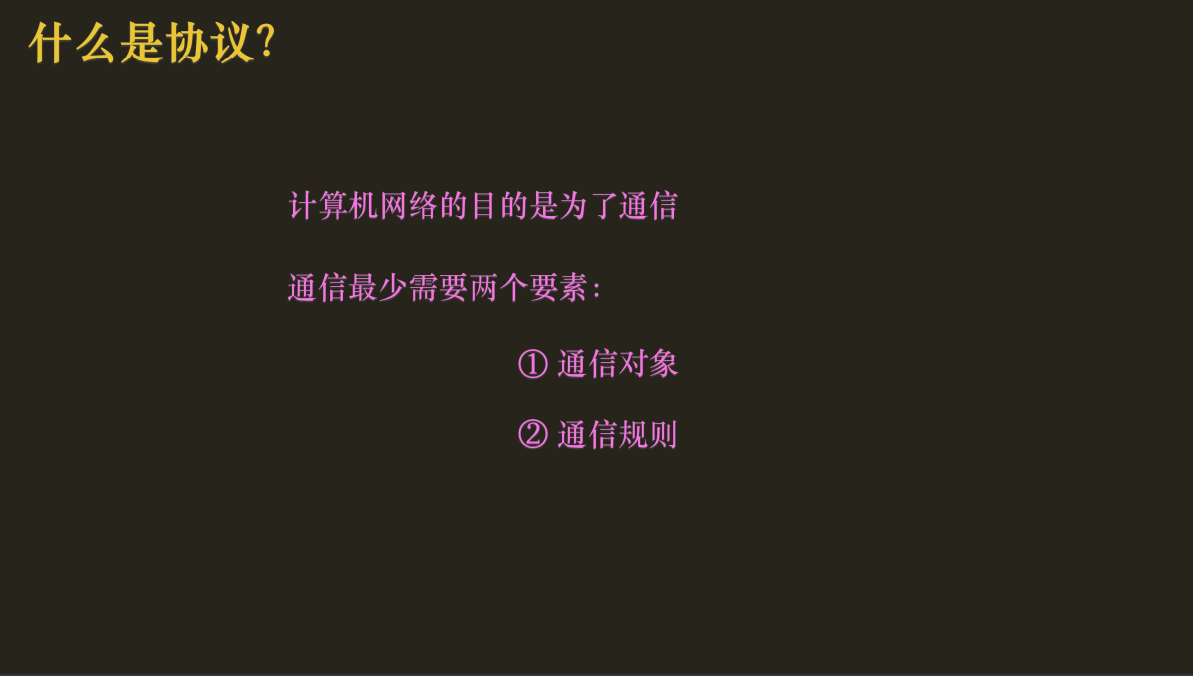 什么是协议?
计算机网络的目的是为了通信
通信最少需要两个要素:
① 通信对象
② 通信规则